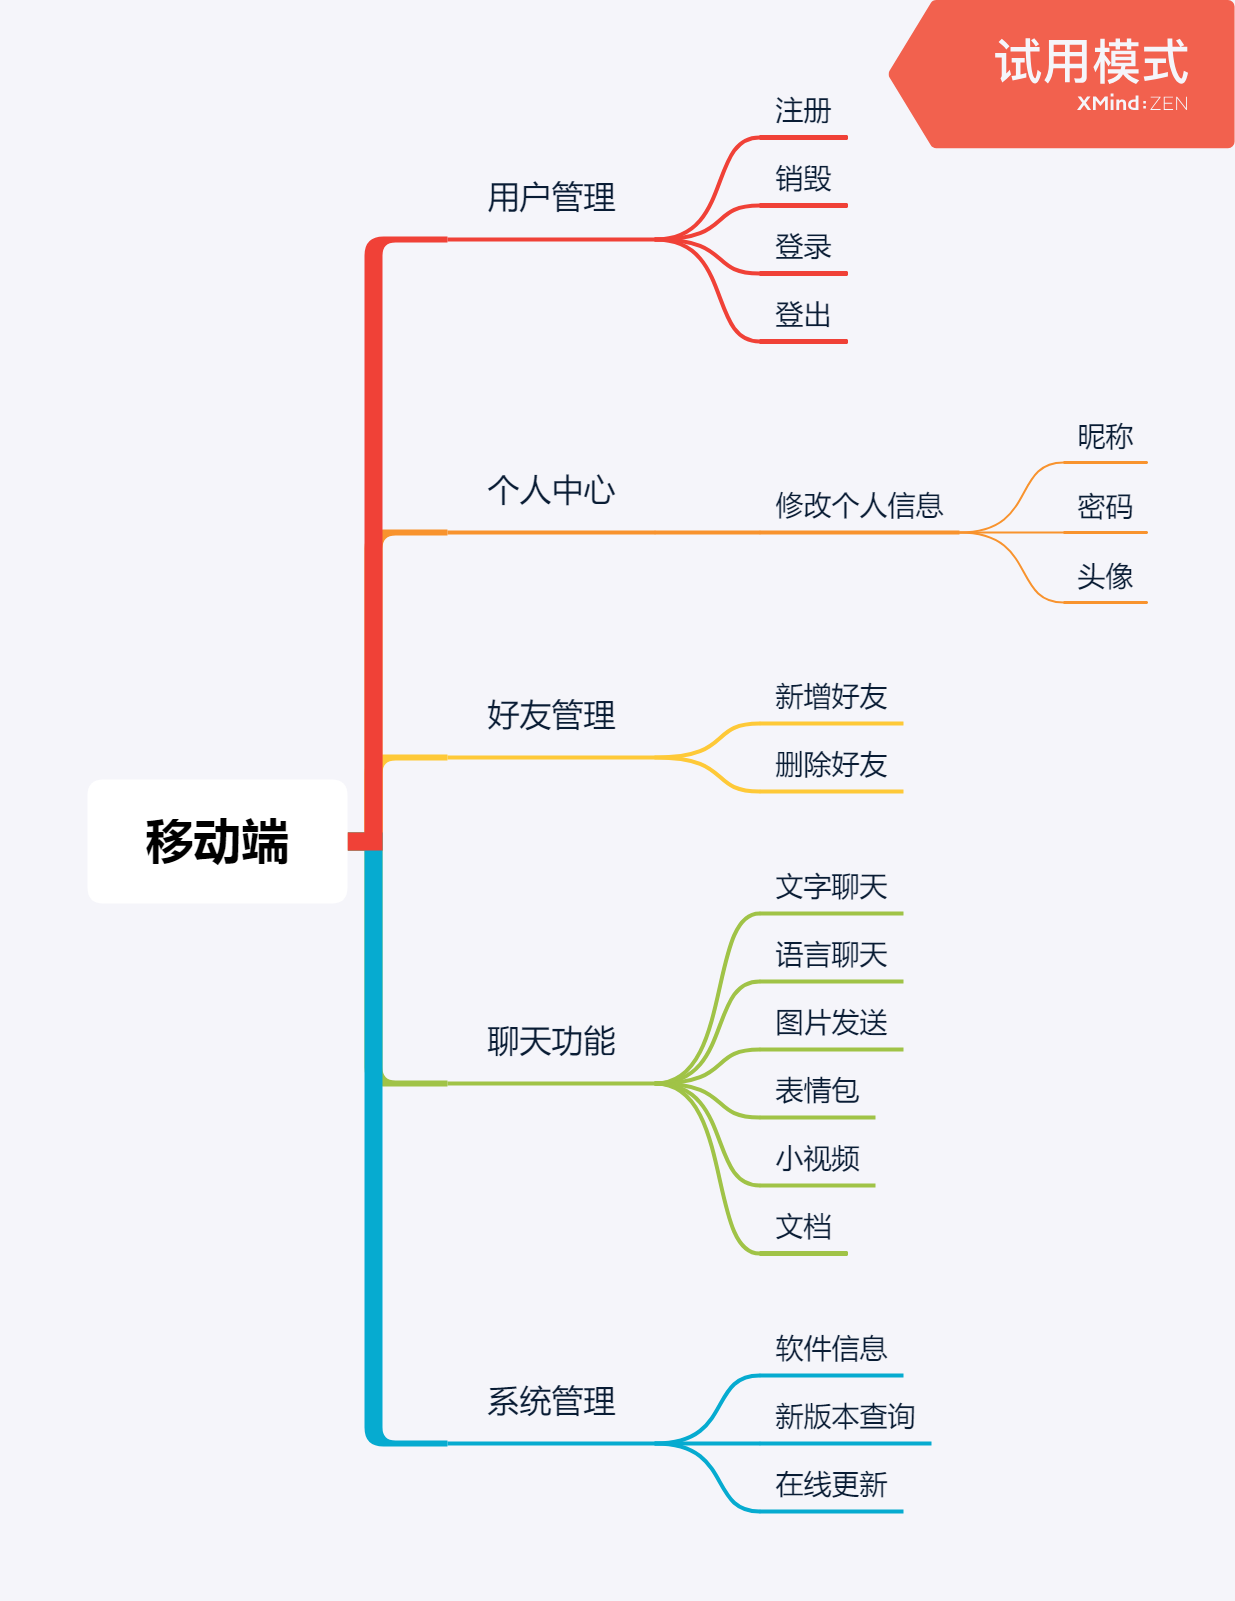 试用模式
XMind:ZEN
移动端
用户管理
注册
销毁
登录
登出
个人中心
修改个人信息
昵称
密码
头像
好友管理
新增好友
删除好友
聊天功能
文字聊天
语言聊天
图片发送
表情包
小视频
文档
系统管理
软件信息
新版本查询
在线更新